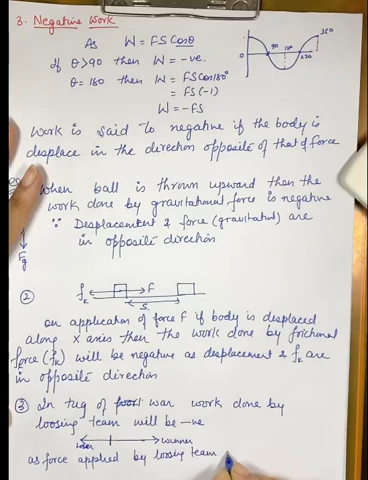 3. Negative Work
As W = FS Cosθ
If θ>90 then W = -ve.
θ = 180 then W = FS Cos180°
= FS (-1)
W = -FS
0 90 180 270 360
Work is said to negative if the body is
displace in the direction opposite of that of force
When ball is thrown upward then the
work done by gravitational force is negative
∵ Desplacement & force (gravitatnal) are
in opposite direction
Fg
② fk F
S
on application of force F if body is displaced
along x axies then the work done by frictional
force (fk) will be negative as displacement & fk are
in opposite direction
③ In tug of war work done by
loosing team will be -ve
loser winner
as force applied by loosing team